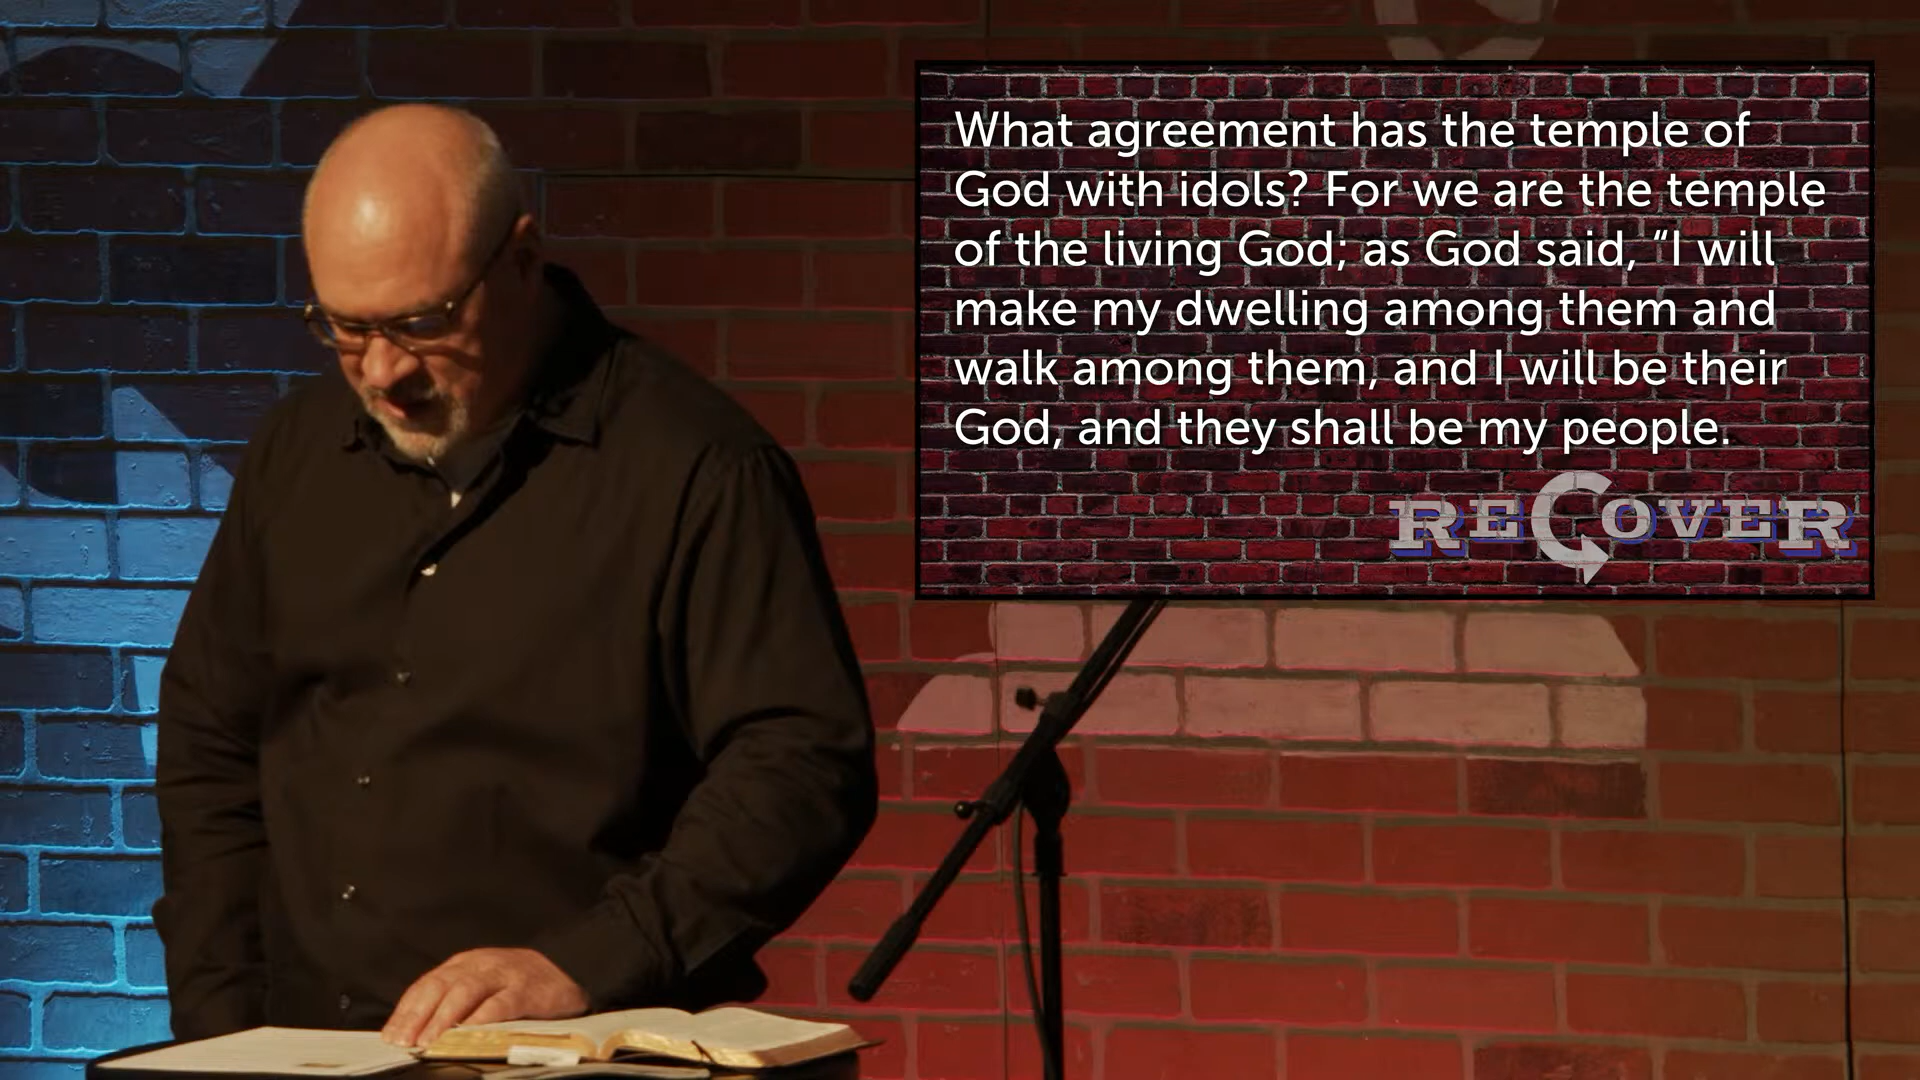 What agreement has the temple of
God with idols? For we are the temple
of the living God; as God said, “I will
make my dwelling among them and
walk among them, and I will be their
God, and they shall be my people.
RECOVER